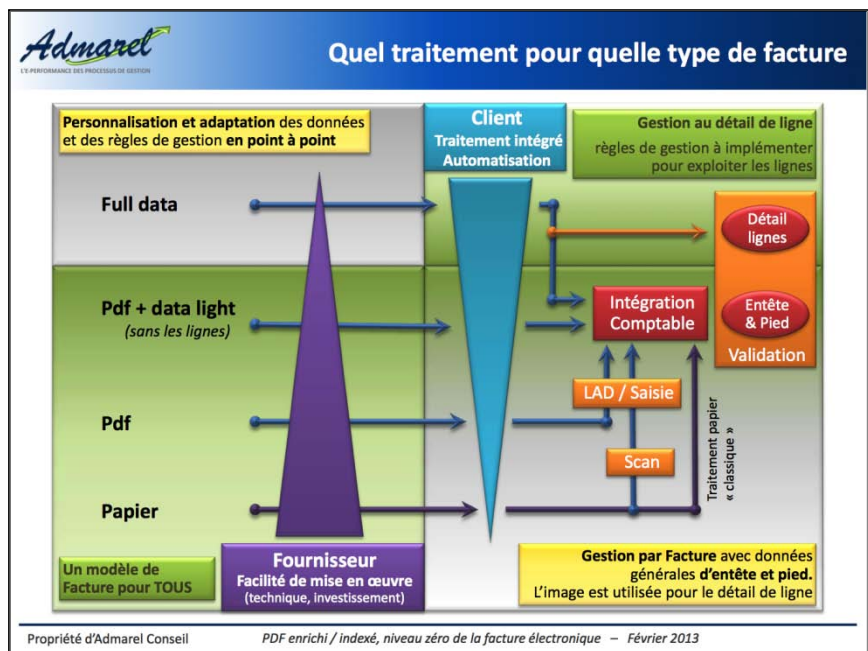 Admarel
L'E-PERFORMANCE DES PROCESSUS DE GESTION
Quel traitement pour quelle type de facture
Personnalisation et adaptation des données
et des règles de gestion en point à point
Client
Traitement intégré
Automatisation
Gestion au détail de ligne
règles de gestion à implémenter
pour exploiter les lignes
Full data
Détail
lignes
Pdf + data light
(sans les lignes)
Intégration
Comptable
Entête
& Pied
Validation
LAD / Saisie
Pdf
Scan
Traitement papier
« classique »
Papier
Un modèle de
Facture pour TOUS
Fournisseur
Facilité de mise en œuvre
(technique, investissement)
Gestion par Facture avec données
générales d'entête et pied.
L'image est utilisée pour le détail de ligne
Propriété d'Admarel Conseil
PDF enrichi / indexé, niveau zéro de la facture électronique – Février 2013